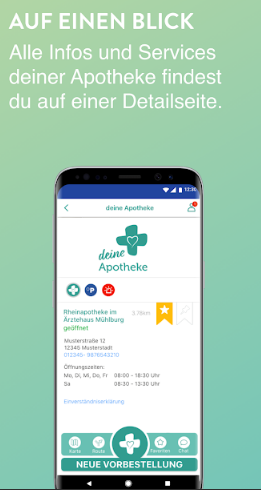 AUF EINEN BLICK
Alle Infos und Services
deiner Apotheke findest
du auf einer Detailseite.
12:30
deine Apotheke
deine
Apotheke
P
Rheinapotheke im
Ärztehaus Mühlburg
3.28km
geöffnet
Musterstraße 12
12345 Musterstadt
012345- 9876543210
Öffnungszeiten:
Mo, Di, Mi, Do, Fr 08:00 - 18:30 Uhr
Sa 08:30 - 13:30 Uhr
Einverständniserklärung
Karte Route Favoriten Chat
NEUE VORBESTELLUNG